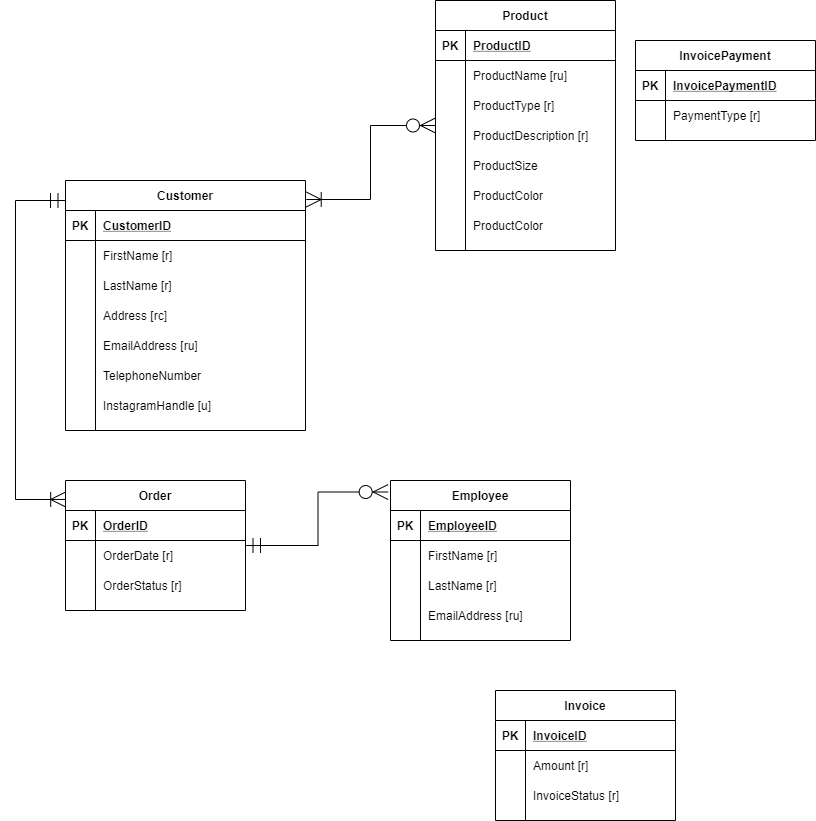 Product
PK ProductID
ProductName [ru]
ProductType [r]
ProductDescription [r]
ProductSize
ProductColor
ProductColor
InvoicePayment
PK InvoicePaymentID
PaymentType [r]
Customer
PK CustomerID
FirstName [r]
LastName [r]
Address [rc]
EmailAddress [ru]
TelephoneNumber
InstagramHandle [u]
Order
PK OrderID
OrderDate [r]
OrderStatus [r]
Employee
PK EmployeeID
FirstName [r]
LastName [r]
EmailAddress [ru]
Invoice
PK InvoiceID
Amount [r]
InvoiceStatus [r]